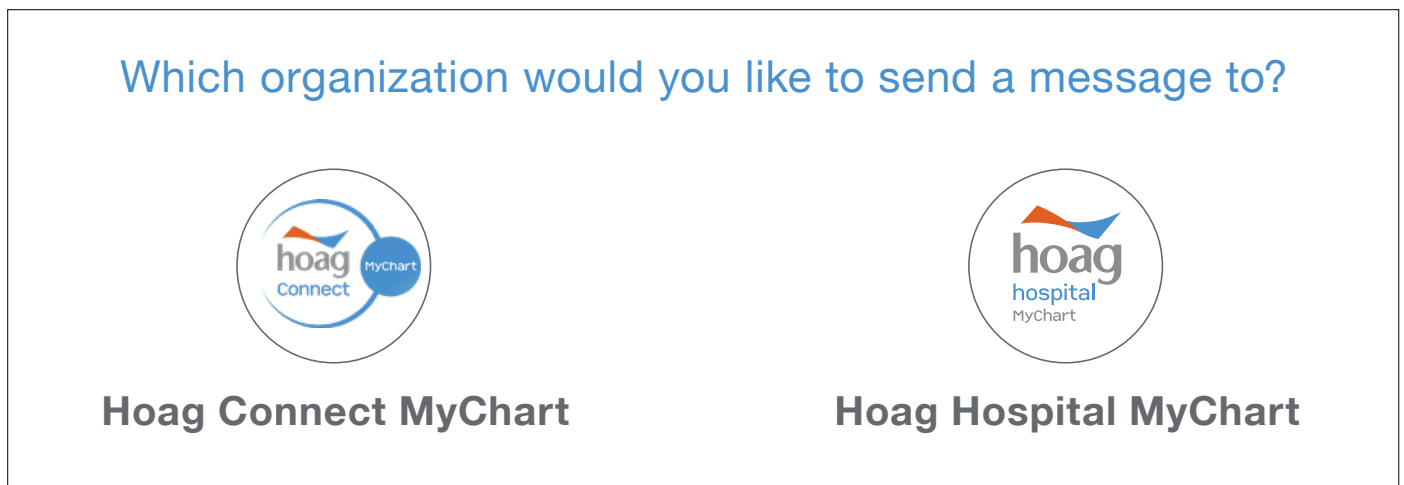 Which organization would you like to send a message to?
hoag
Connect
MyChart
Hoag Connect MyChart
hoag
hospital
MyChart
Hoag Hospital MyChart